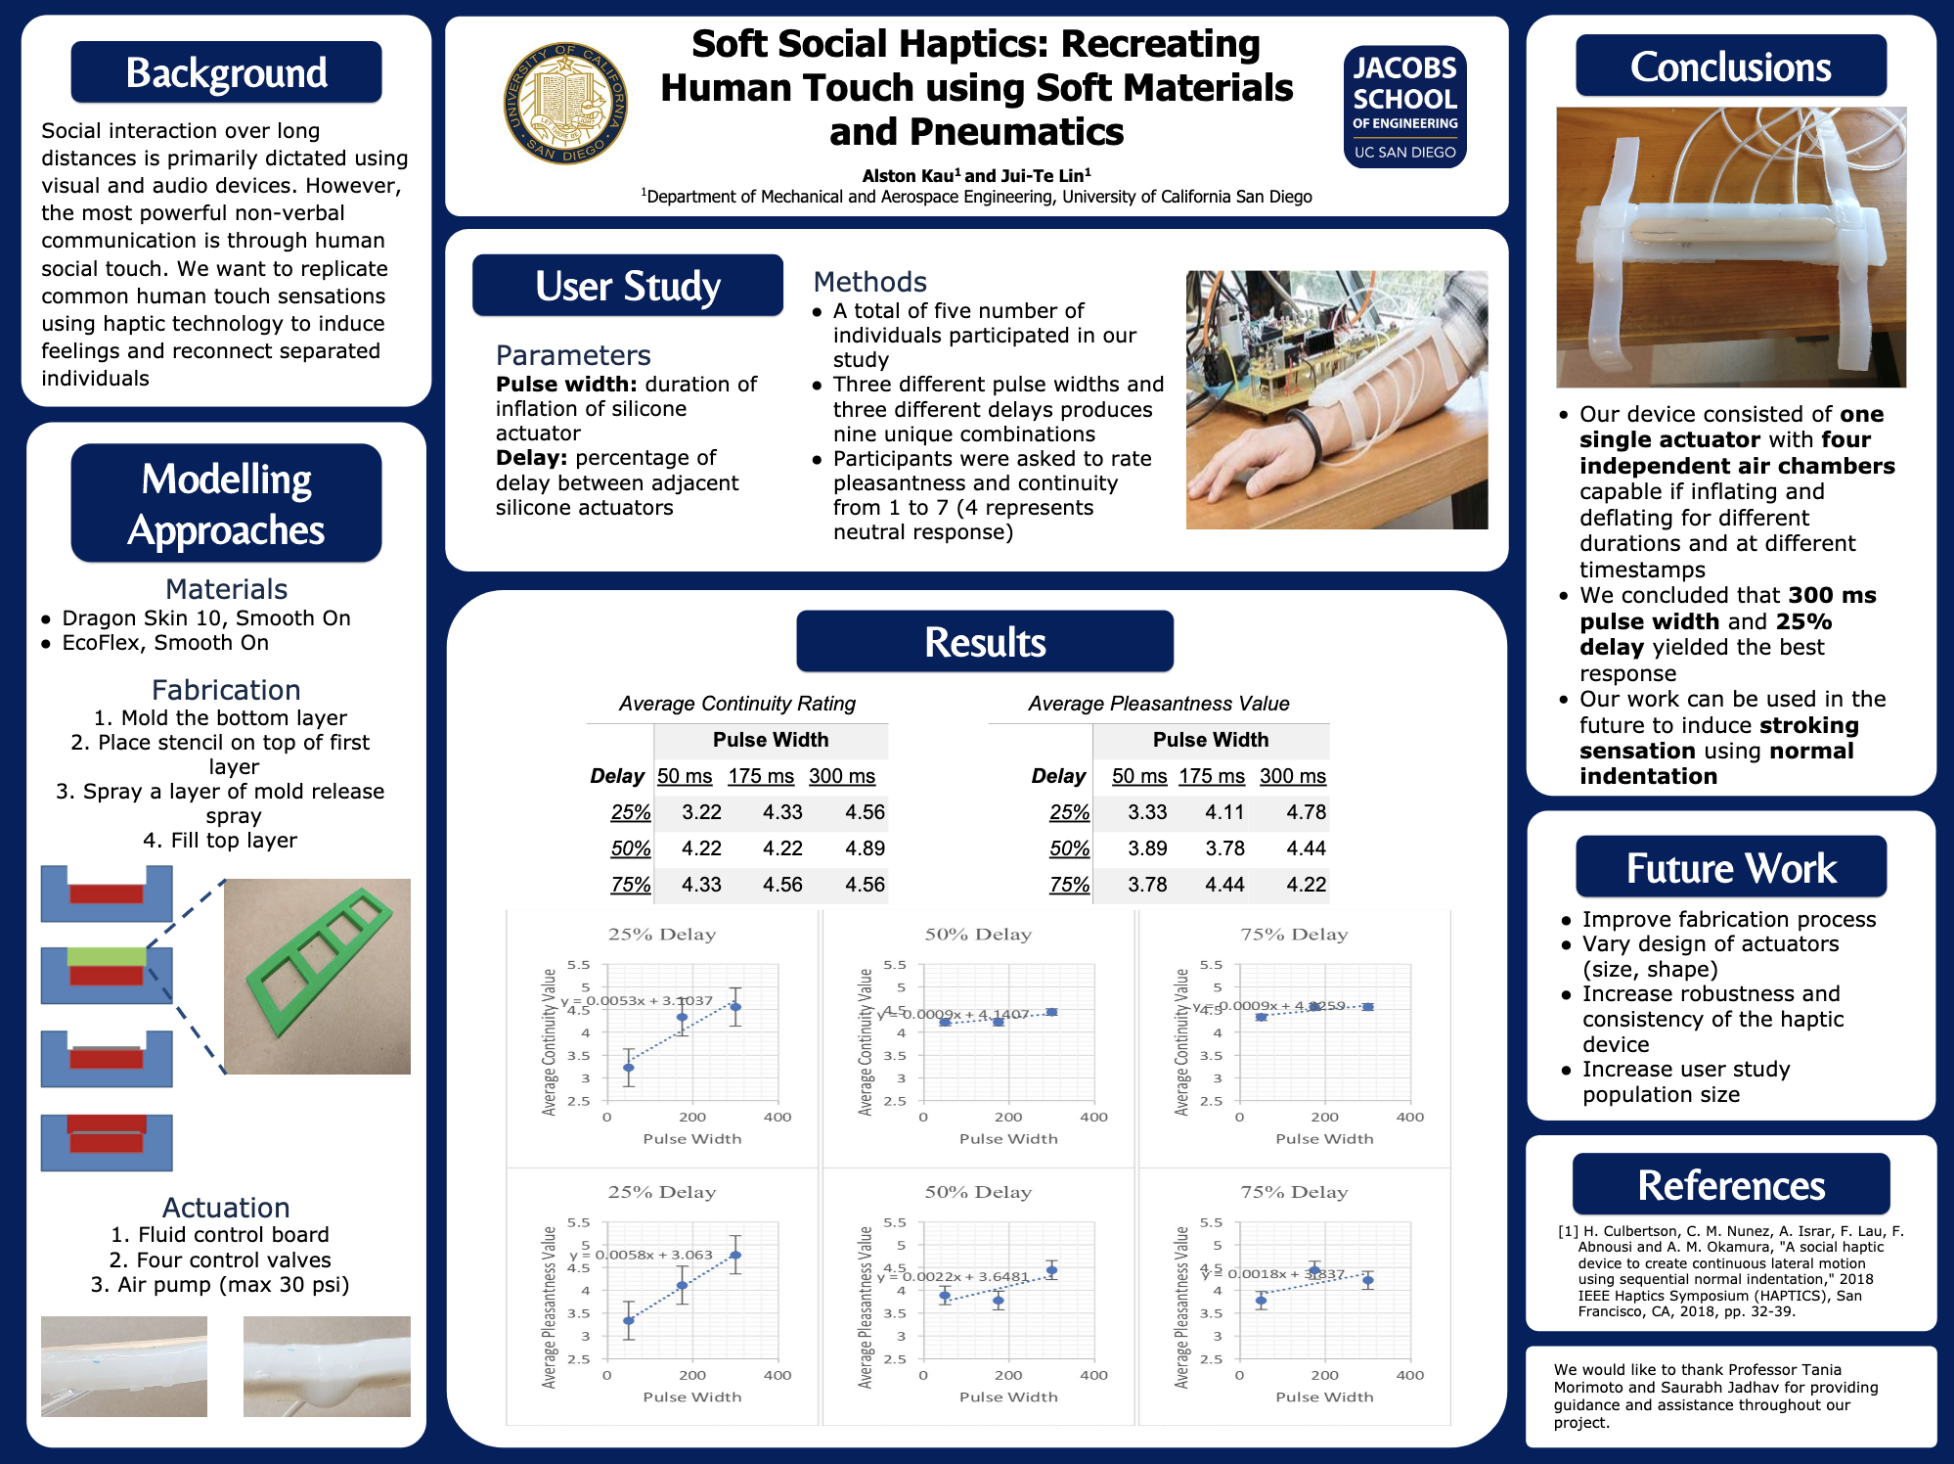 Background
Social interaction over long
distances is primarily dictated using
visual and audio devices. However,
the most powerful non-verbal
communication is through human
social touch. We want to replicate
common human touch sensations
using haptic technology to induce
feelings and reconnect separated
individuals
Modelling
Approaches
Materials
● Dragon Skin 10, Smooth On
● EcoFlex, Smooth On
Fabrication
1. Mold the bottom layer
2. Place stencil on top of first
layer
3. Spray a layer of mold release
spray
4. Fill top layer
Actuation
1. Fluid control board
2. Four control valves
3. Air pump (max 30 psi)
UNIVERSITY OF CALIFORNIA
SAN DIEGO
Soft Social Haptics: Recreating
Human Touch using Soft Materials
and Pneumatics
Alston Kau¹ and Jui-Te Lin¹
¹Department of Mechanical and Aerospace Engineering, University of California San Diego
JACOBS
SCHOOL
OF ENGINEERING
UC SAN DIEGO
User Study
Parameters
Pulse width: duration of
inflation of silicone
actuator
Delay: percentage of
delay between adjacent
silicone actuators
Methods
● A total of five number of
individuals participated in our
study
● Three different pulse widths and
three different delays produces
nine unique combinations
● Participants were asked to rate
pleasantness and continuity
from 1 to 7 (4 represents
neutral response)
Results
Average Continuity Rating
Pulse Width
Delay 50 ms 175 ms 300 ms
25% 3.22 4.33 4.56
50% 4.22 4.22 4.89
75% 4.33 4.56 4.56
Average Pleasantness Value
Pulse Width
Delay 50 ms 175 ms 300 ms
25% 3.33 4.11 4.78
50% 3.89 3.78 4.44
75% 3.78 4.44 4.22
25% Delay
Average Continuity Value
5.5
5
4.5
4
3.5
3
2.5
y = 0.0053x + 3.1037
0 200 400
Pulse Width
50% Delay
Average Continuity Value
5.5
5
4.5
4
3.5
3
2.5
y = 0.0009x + 4.1407
0 200 400
Pulse Width
75% Delay
Average Continuity Value
5.5
5
4.5
4
3.5
3
2.5
y = 0.0009x + 4.3259
0 200 400
Pulse Width
25% Delay
Average Pleasantness Value
5.5
5
4.5
4
3.5
3
2.5
y = 0.0058x + 3.063
0 200 400
Pulse Width
50% Delay
Average Pleasantness Value
5.5
5
4.5
4
3.5
3
2.5
y = 0.0022x + 3.6481
0 200 400
Pulse Width
75% Delay
Average Pleasantness Value
5.5
5
4.5
4
3.5
3
2.5
y = 0.0018x + 3.837
0 200 400
Pulse Width
Conclusions
• Our device consisted of one
single actuator with four
independent air chambers
capable if inflating and
deflating for different
durations and at different
timestamps
• We concluded that 300 ms
pulse width and 25%
delay yielded the best
response
• Our work can be used in the
future to induce stroking
sensation using normal
indentation
Future Work
● Improve fabrication process
● Vary design of actuators
(size, shape)
● Increase robustness and
consistency of the haptic
device
● Increase user study
population size
References
[1] H. Culbertson, C. M. Nunez, A. Israr, F. Lau, F.
Abnousi and A. M. Okamura, "A social haptic
device to create continuous lateral motion
using sequential normal indentation," 2018
IEEE Haptics Symposium (HAPTICS), San
Francisco, CA, 2018, pp. 32-39.
We would like to thank Professor Tania
Morimoto and Saurabh Jadhav for providing
guidance and assistance throughout our
project.